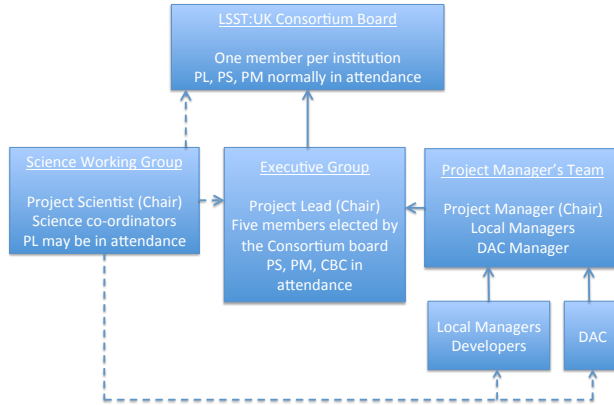 LSST:UK Consortium Board
One member per institution
PL, PS, PM normally in attendance
Science Working Group
Project Scientist (Chair)
Science co-ordinators
PL may be in attendance
Executive Group
Project Lead (Chair)
Five members elected by
the Consortium board
PS, PM, CBC in
attendance
Project Manager's Team
Project Manager (Chair)
Local Managers
DAC Manager
Local Managers
Developers
DAC